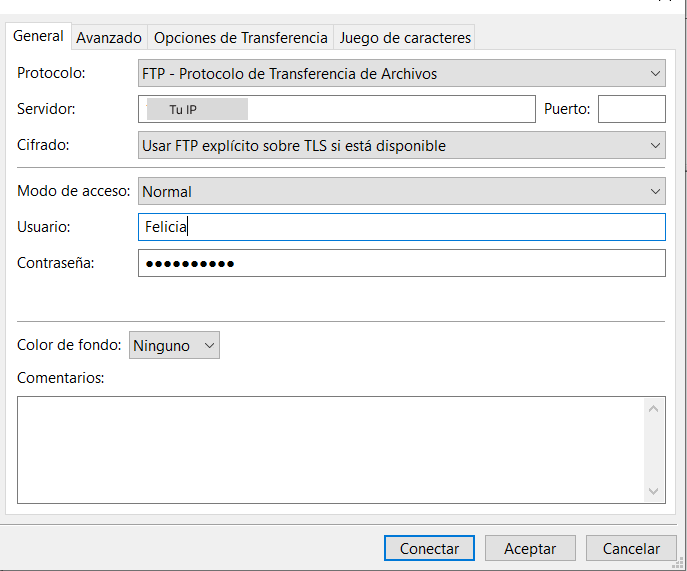 General Avanzado Opciones de Transferencia Juego de caracteres
Protocolo: FTP - Protocolo de Transferencia de Archivos
Servidor: Tu IP Puerto:
Cifrado: Usar FTP explícito sobre TLS si está disponible
Modo de acceso: Normal
Usuario: Felicia
Contraseña: ●●●●●●●●●●
Color de fondo: Ninguno
Comentarios:
Conectar Aceptar Cancelar